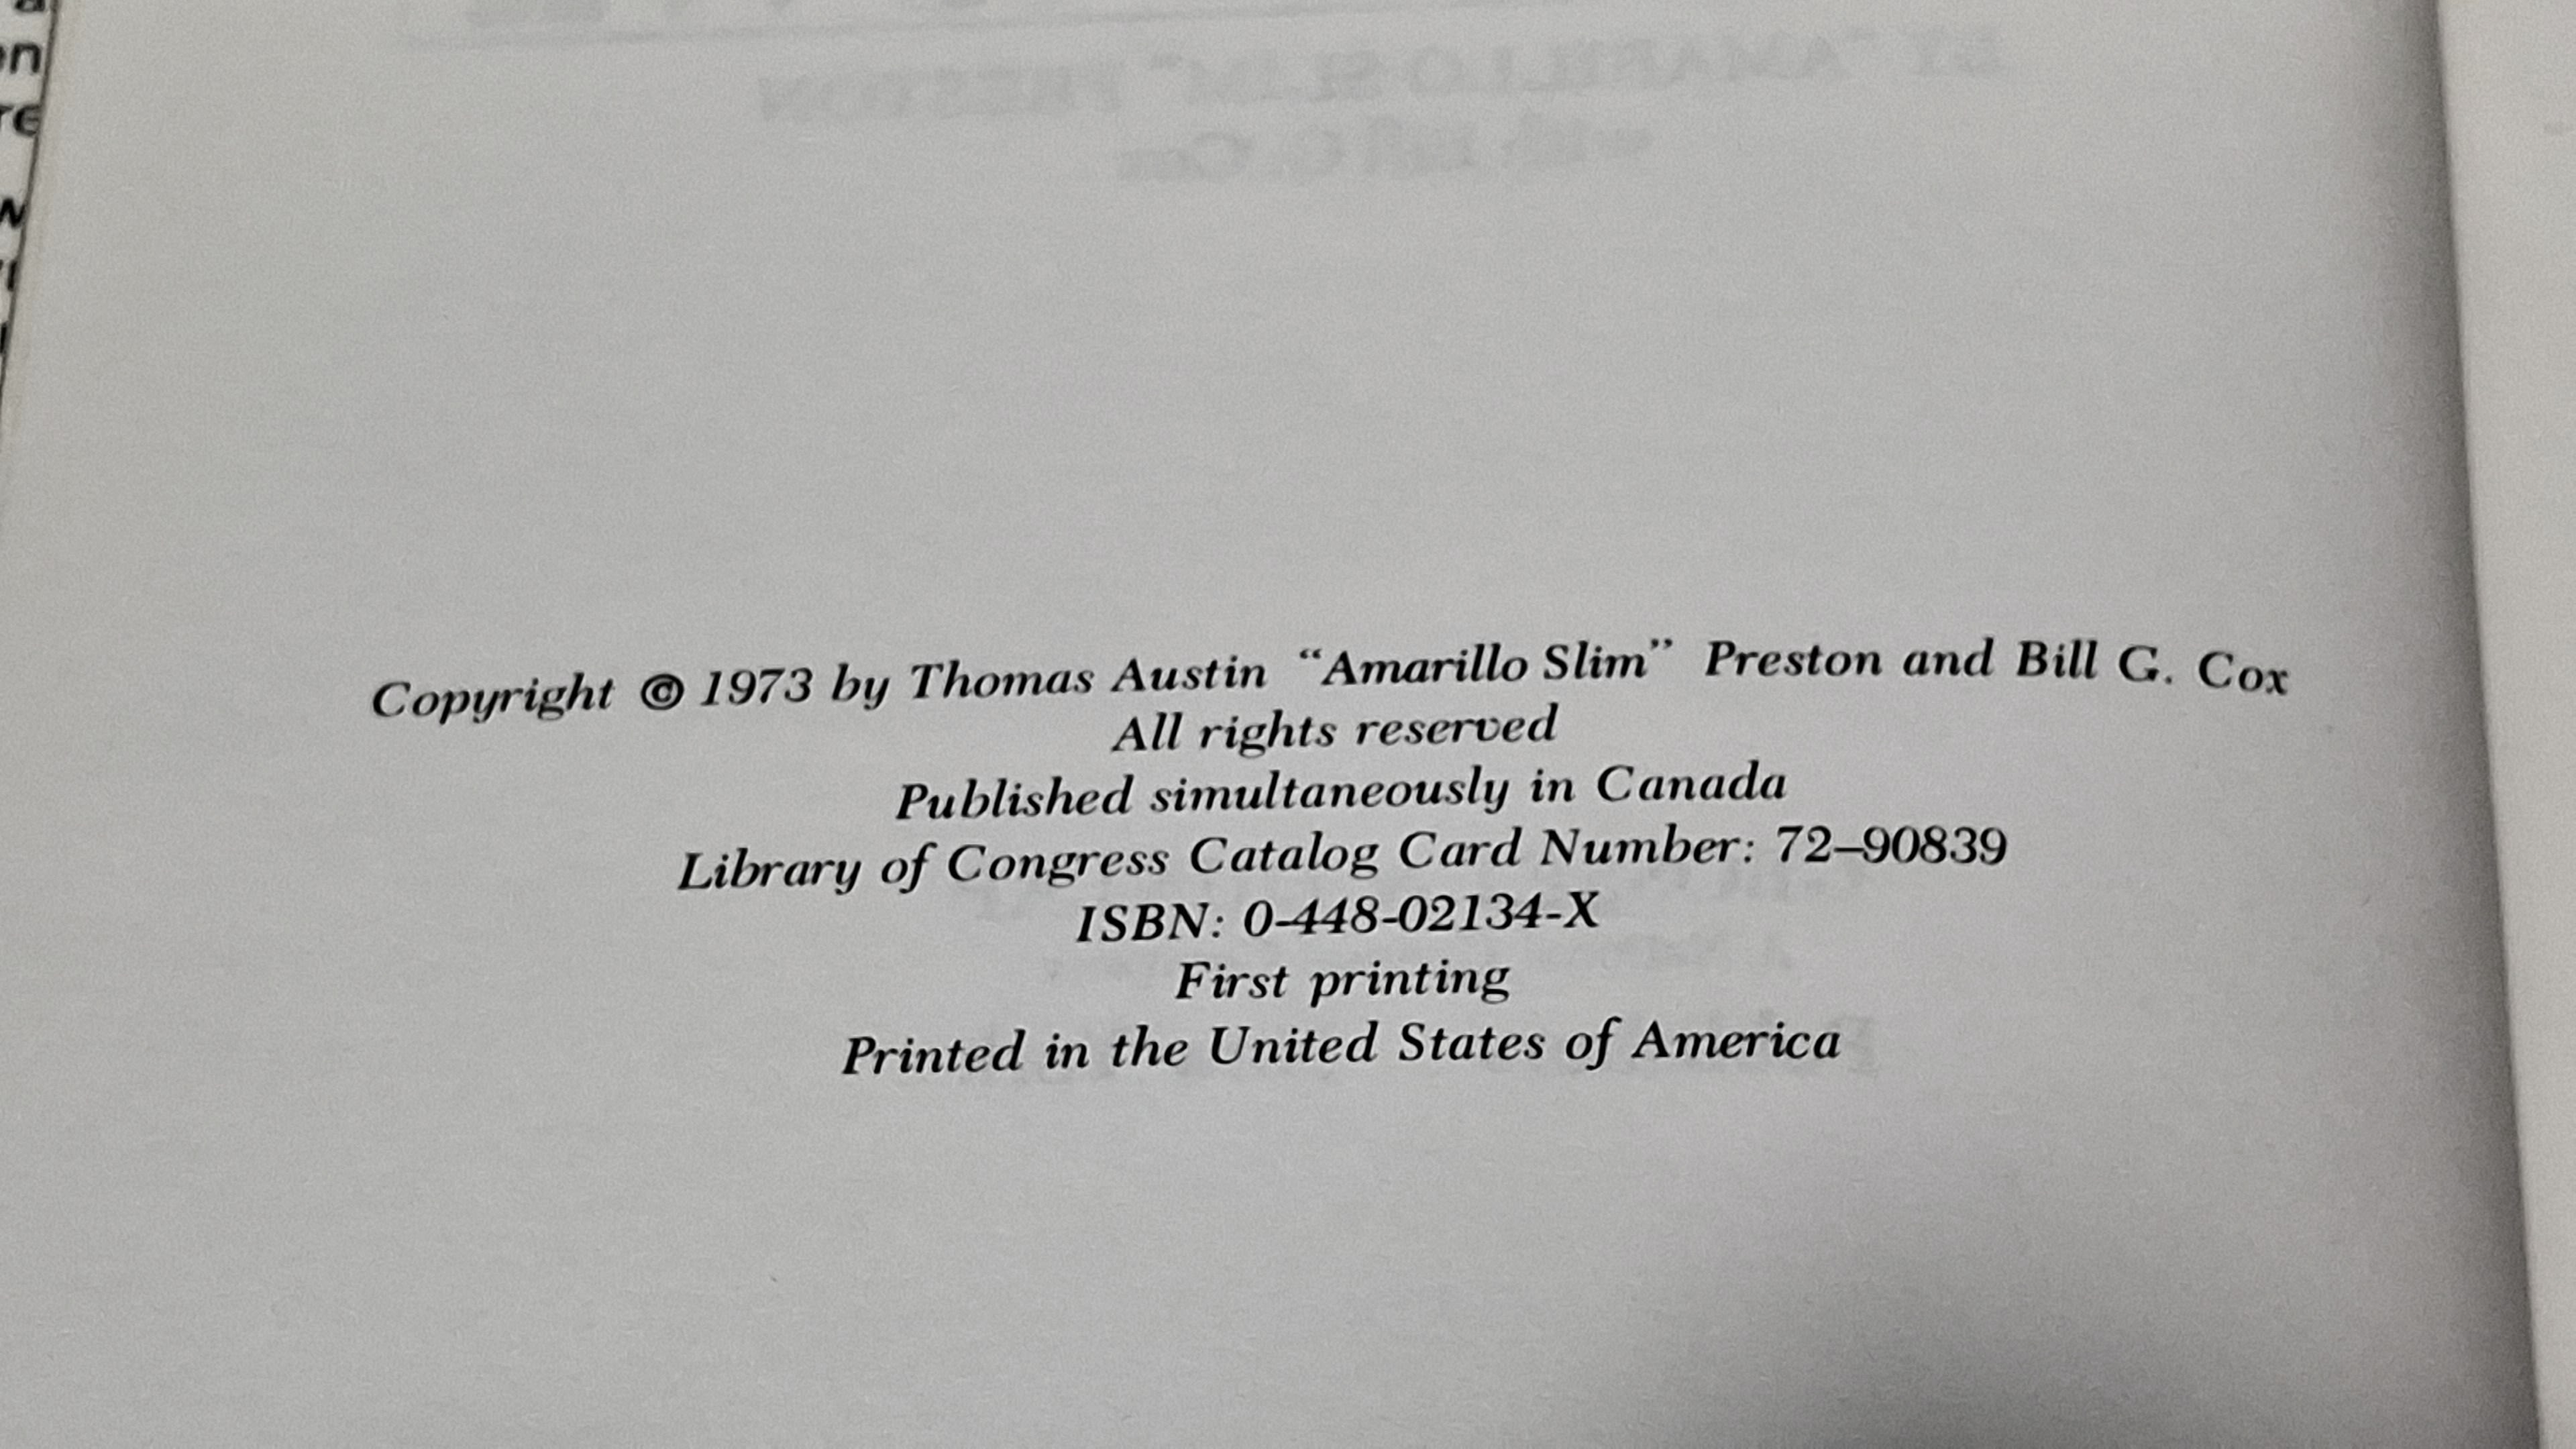 Copyright © 1973 by Thomas Austin “Amarillo Slim” Preston and Bill G. Cox
All rights reserved
Published simultaneously in Canada
Library of Congress Catalog Card Number: 72–90839
ISBN: 0-448-02134-X
First printing
Printed in the United States of America